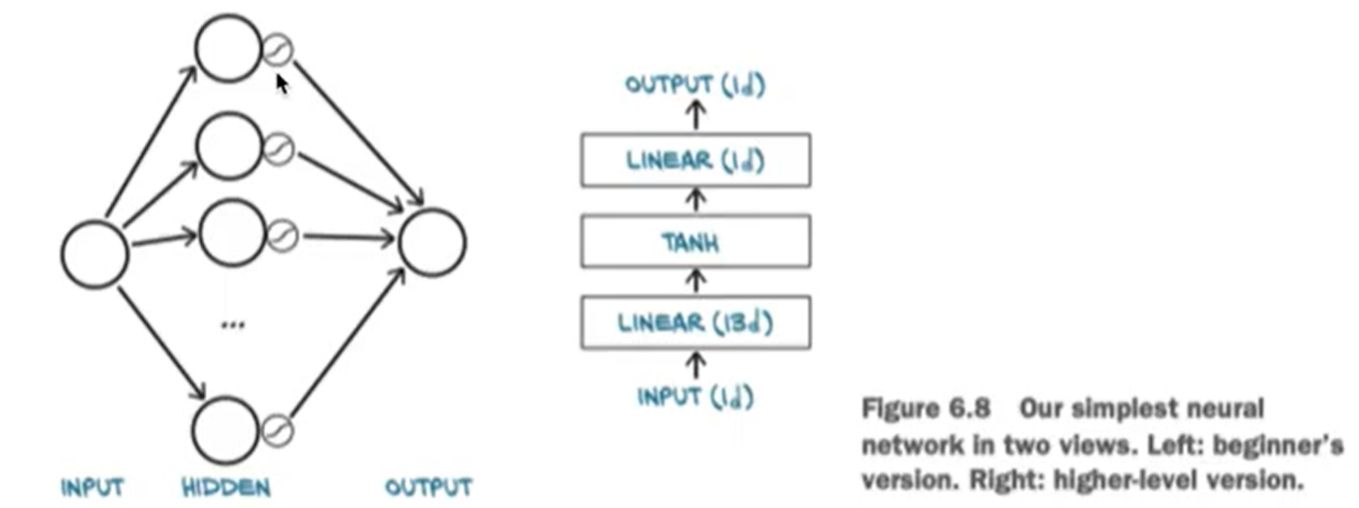 ...
INPUT
HIDDEN
OUTPUT
OUTPUT (1d)
LINEAR (1d)
TANH
LINEAR (13d)
INPUT (1d)
Figure 6.8 Our simplest neural
network in two views. Left: beginner's
version. Right: higher-level version.